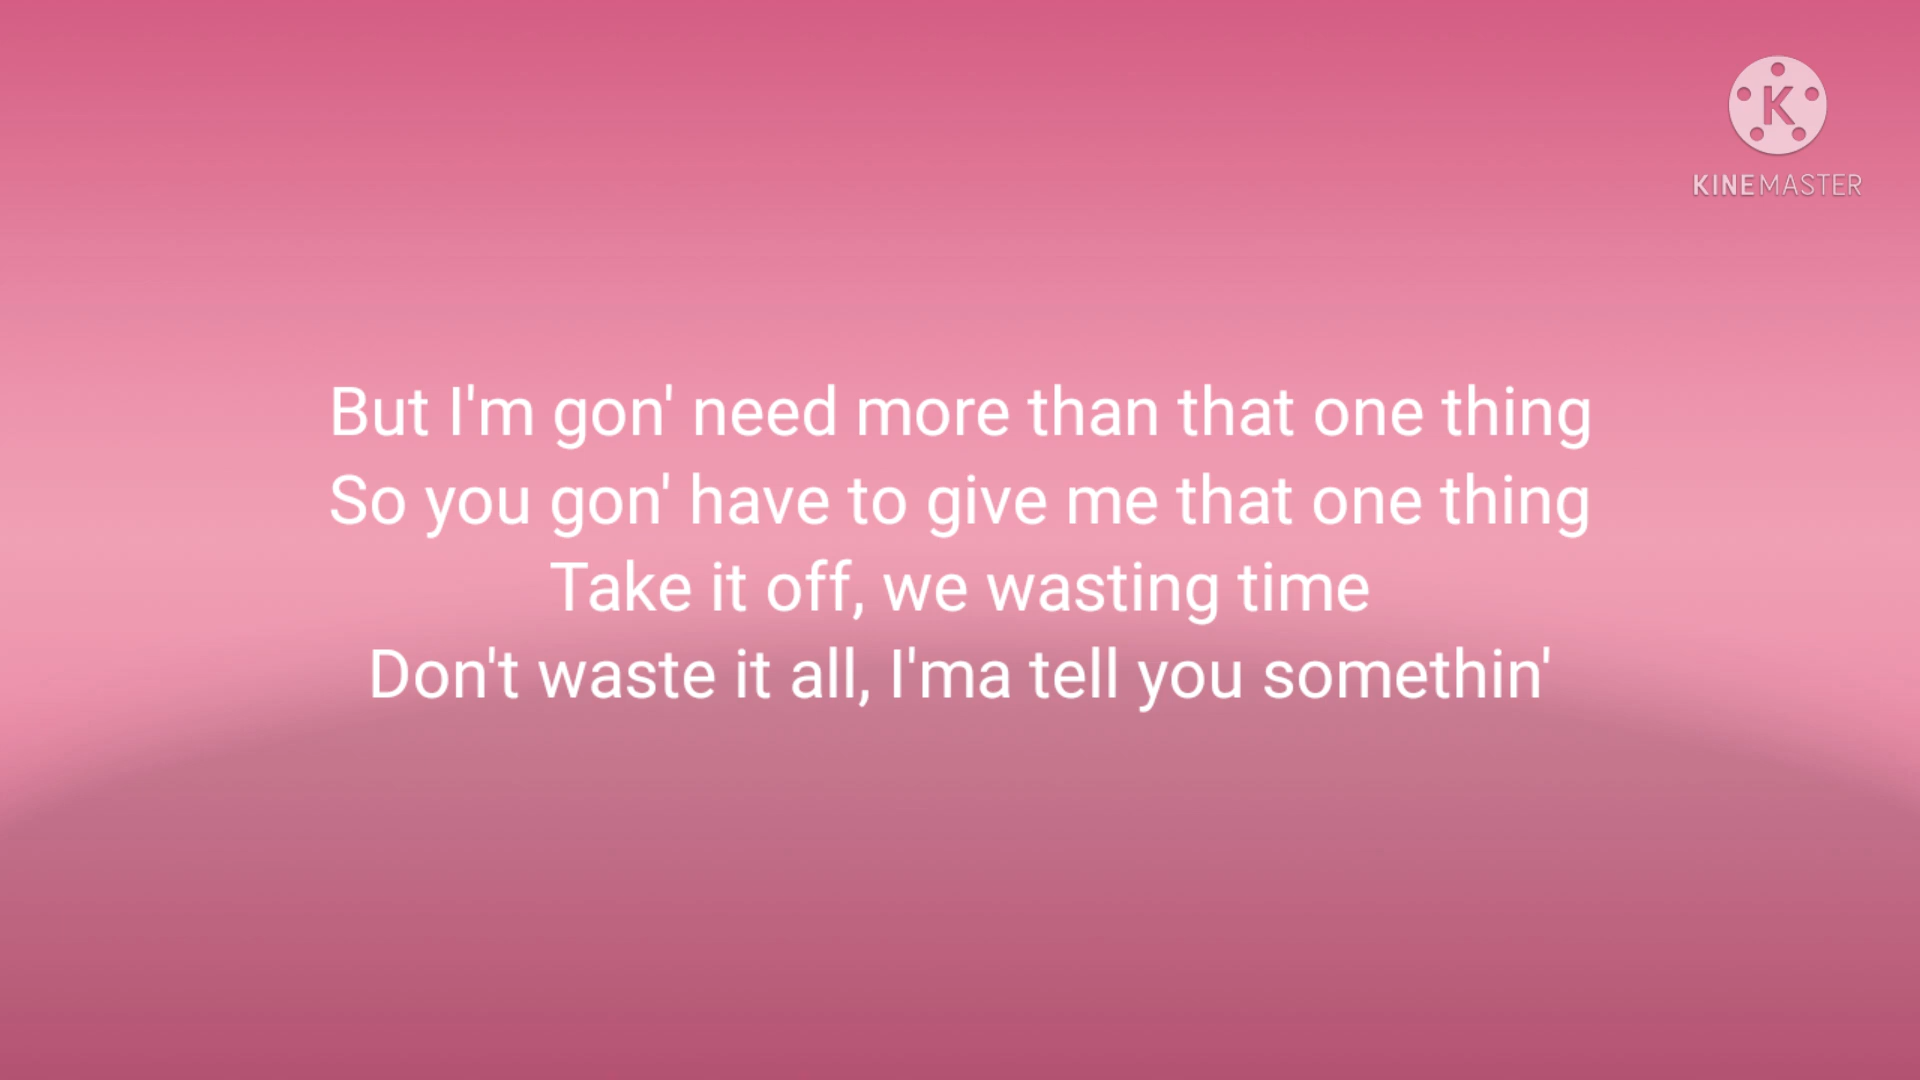 K
KINEMASTER
But I'm gon' need more than that one thing
So you gon' have to give me that one thing
Take it off, we wasting time
Don't waste it all, I'ma tell you somethin'